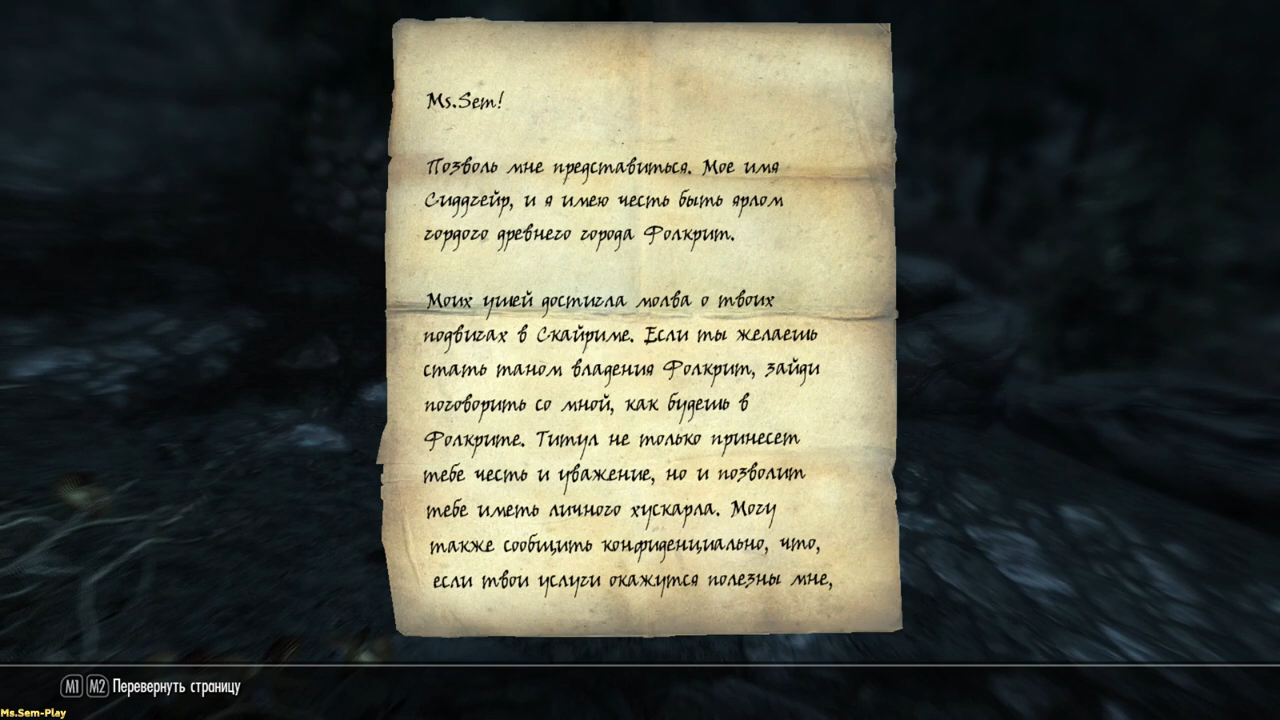 Ms.Sem!
Позволь мне представиться. Мое имя
Сиддгейр, и я имею честь быть ярлом
гордого древнего города Фолкрит.
Моих ушей достигла молва о твоих
подвигах в Скайриме. Если ты желаешь
стать таном владения Фолкрит, зайди
поговорить со мной, как будешь в
Фолкрите. Титул не только принесет
тебе честь и уважение, но и позволит
тебе иметь личного хускарла. Могу
также сообщить конфиденциально, что,
если твои услуги окажутся полезны мне,
M1 M2 Перевернуть страницу
Ms.Sem-Play